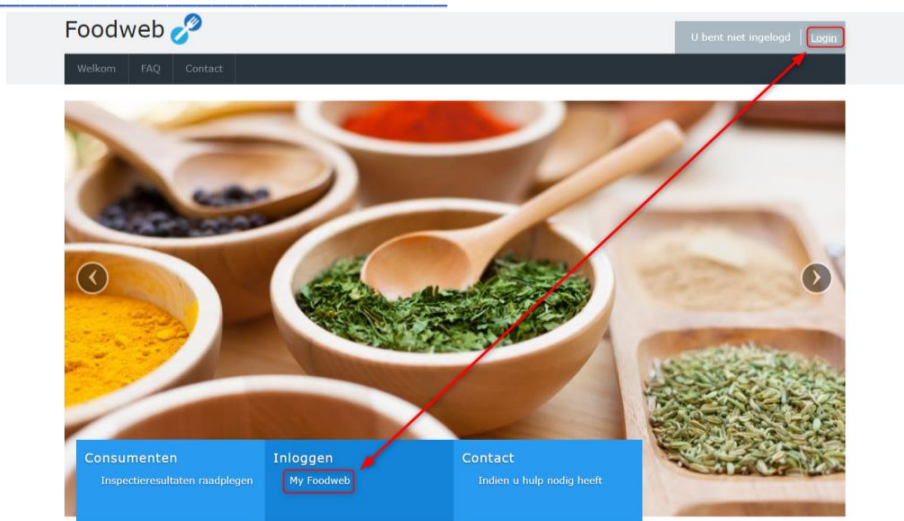 Foodweb
U bent niet ingelogd Login
Welkom FAQ Contact
Consumenten
Inspectieresultaten raadplegen
Inloggen
My Foodweb
Contact
Indien u hulp nodig heeft